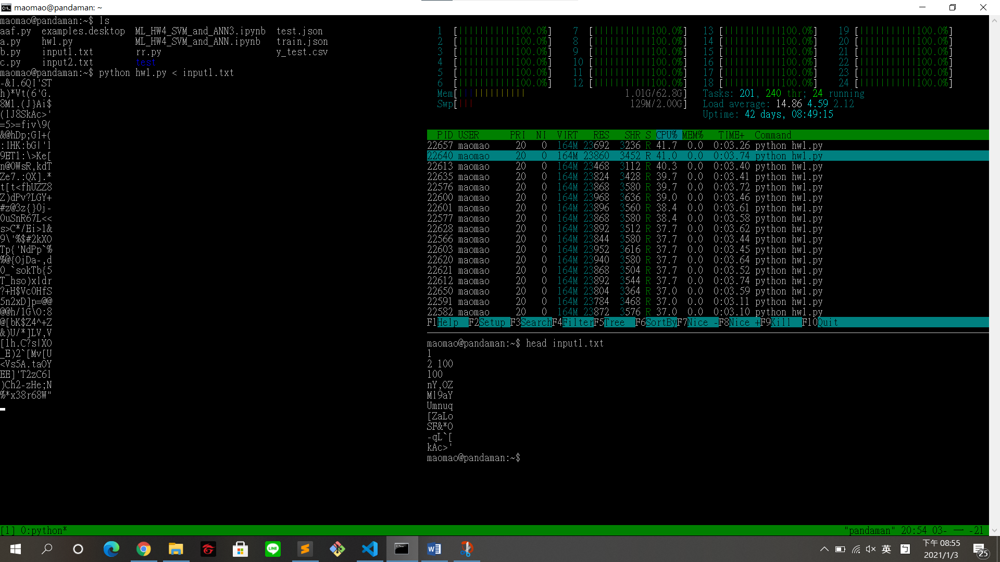 maomao@pandaman: ~
maomao@pandaman:~$ ls
aaf.py examples.desktop ML_HW4_SVM_and_ANN3.ipynb test.json
a.py hw1.py ML_HW4_SVM_and_ANN.ipynb train.json
b.py input1.txt rr.py y_test.csv
c.py input2.txt test
maomao@pandaman:~$ python hw1.py < input1.txt
-&I.6QI'ST
h)*Vt(6'G.
8M1.(J}Ai$
(lJ8SkAc>'
=5>=fiv\9(
&@hDp;GI+(
:IHK:bG|'l
9ETl:\>Ke[
n@OWsR,kdT
Ze7.:QX].*
t[t<fhUZZ8
Z)dPv?LGY+
#z@3z{}Oj-
0uSnR67L<<
s>C*/Ei>l&
9\'%$#2kXO
Tp{'NdPp`%
%@{OjDa-,d
0_`sokTb{5
T_hso)xldr
?+H$Vc0HfS
5n2xD]p=@@
@@h/lG\O:8
@[bK$Z4^+Z
&)U/*]LV,V
[lh.C?s|XO
_E)2`[Mv[U
<Vs5A.taOY
EE]'T2zC6l
)Ch2-zHe;N
%*x38r68W"
1 [||||||||||||100.0%] 7 [||||||||||||100.0%] 13 [||||||||||||100.0%] 19 [||||||||||||100.0%]
2 [||||||||||||100.0%] 8 [||||||||||||100.0%] 14 [||||||||||||100.0%] 20 [||||||||||||100.0%]
3 [||||||||||||100.0%] 9 [||||||||||||100.0%] 15 [||||||||||||100.0%] 21 [||||||||||||100.0%]
4 [||||||||||||100.0%] 10 [||||||||||||100.0%] 16 [||||||||||||100.0%] 22 [||||||||||||100.0%]
5 [||||||||||||100.0%] 11 [||||||||||||100.0%] 17 [||||||||||||100.0%] 23 [||||||||||||100.0%]
6 [||||||||||||100.0%] 12 [||||||||||||100.0%] 18 [||||||||||||100.0%] 24 [||||||||||||100.0%]
Mem[||||||||||||| 1.01G/62.8G] Tasks: 201, 240 thr; 24 running
Swp[||| 129M/2.00G] Load average: 14.86 4.59 2.12
Uptime: 42 days, 08:49:15
PID USER PRI NI VIRT RES SHR S CPU% MEM% TIME+ Command
22657 maomao 20 0 164M 23692 3236 R 41.7 0.0 0:03.26 python hw1.py
22640 maomao 20 0 164M 23860 3452 R 41.0 0.0 0:03.74 python hw1.py
22613 maomao 20 0 164M 23468 3112 R 40.3 0.0 0:03.40 python hw1.py
22635 maomao 20 0 164M 23824 3428 R 39.7 0.0 0:03.41 python hw1.py
22576 maomao 20 0 164M 23868 3580 R 39.7 0.0 0:03.72 python hw1.py
22600 maomao 20 0 164M 23968 3636 R 39.0 0.0 0:03.46 python hw1.py
22601 maomao 20 0 164M 23896 3560 R 38.4 0.0 0:03.61 python hw1.py
22577 maomao 20 0 164M 23868 3580 R 38.4 0.0 0:03.58 python hw1.py
22628 maomao 20 0 164M 23892 3512 R 37.7 0.0 0:03.62 python hw1.py
22566 maomao 20 0 164M 23844 3580 R 37.7 0.0 0:03.44 python hw1.py
22603 maomao 20 0 164M 23952 3616 R 37.7 0.0 0:03.45 python hw1.py
22620 maomao 20 0 164M 23940 3580 R 37.7 0.0 0:03.64 python hw1.py
22621 maomao 20 0 164M 23868 3504 R 37.7 0.0 0:03.52 python hw1.py
22612 maomao 20 0 164M 23892 3544 R 37.7 0.0 0:03.74 python hw1.py
22650 maomao 20 0 164M 23804 3364 R 37.0 0.0 0:03.59 python hw1.py
22591 maomao 20 0 164M 23784 3468 R 37.0 0.0 0:03.11 python hw1.py
22582 maomao 20 0 164M 23872 3576 R 37.0 0.0 0:03.10 python hw1.py
F1Help F2Setup F3SearchF4FilterF5Tree F6SortByF7Nice -F8Nice +F9Kill F10Quit
maomao@pandaman:~$ head input1.txt
1
2 100
100
nY,OZ
M19aY
Umnuq
[ZaLo
SF&*O
-qL`[
kAc>'
maomao@pandaman:~$
[1] 0:python* "pandaman" 20:54 03- 一 -21
LINE
英
下午 08:55
2021/1/3
25